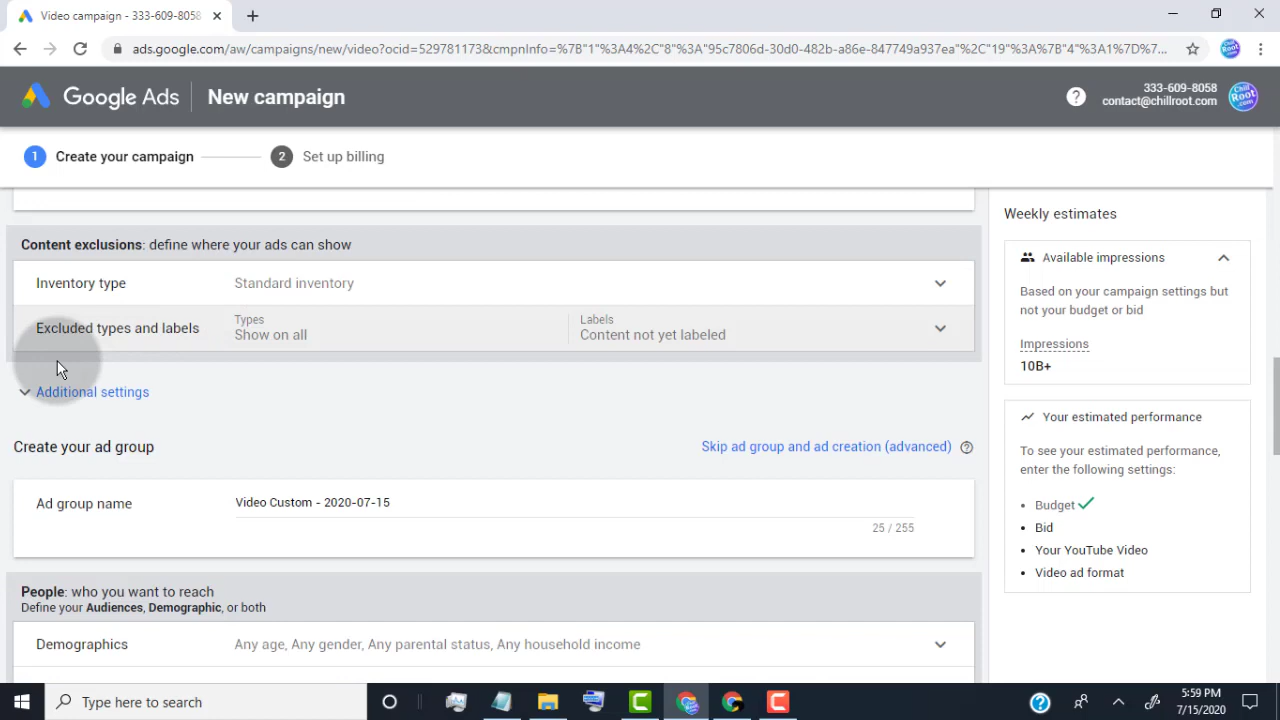 Video campaign - 333-609-8058
ads.google.com/aw/campaigns/new/video?ocid=529781173&cmpnInfo=%7B"1"%3A4%2C"8"%3A"95c7806d-30d0-482b-a86e-847749a937ea"%2C"19"%3A%7B"4"%3A1%7D%7...
Google Ads
New campaign
333-609-8058
contact@chillroot.com
Chill
Root
.com
1 Create your campaign
2 Set up billing
Content exclusions: define where your ads can show
Inventory type
Standard inventory
Excluded types and labels
Types
Show on all
Labels
Content not yet labeled
Additional settings
Create your ad group
Skip ad group and ad creation (advanced)
Ad group name
Video Custom - 2020-07-15
25 / 255
People: who you want to reach
Define your Audiences, Demographic, or both
Demographics
Any age, Any gender, Any parental status, Any household income
Weekly estimates
Available impressions
Based on your campaign settings but
not your budget or bid
Impressions
10B+
Your estimated performance
To see your estimated performance,
enter the following settings:
• Budget
• Bid
• Your YouTube Video
• Video ad format
Type here to search
5:59 PM
7/15/2020